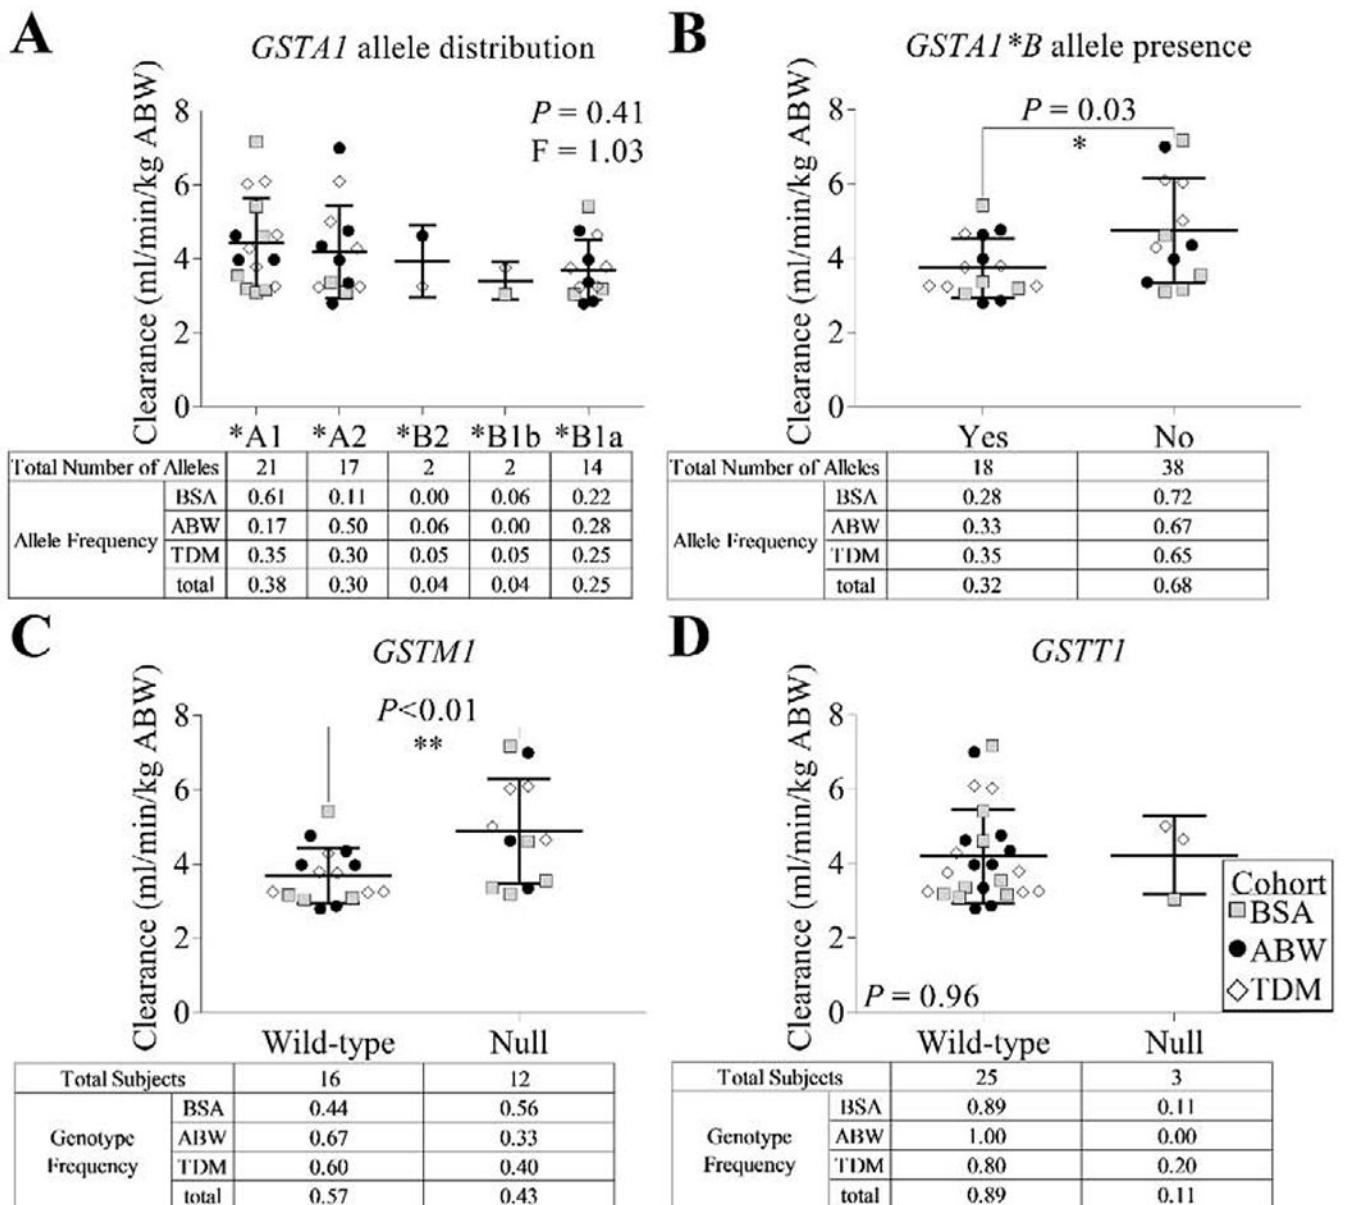 A
GSTA1 allele distribution
Clearance (ml/min/kg ABW)
8
6
4
2
0
P = 0.41
F = 1.03
*A1 *A2 *B2 *B1b *B1a
Total Number of Alleles 21 17 2 2 14
Allele Frequency
BSA 0.61 0.11 0.00 0.06 0.22
ABW 0.17 0.50 0.06 0.00 0.28
TDM 0.35 0.30 0.05 0.05 0.25
total 0.38 0.30 0.04 0.04 0.25
B
GSTA1*B allele presence
Clearance (ml/min/kg ABW)
8
6
4
2
0
P = 0.03
*
Yes No
Total Number of Alleles 18 38
Allele Frequency
BSA 0.28 0.72
ABW 0.33 0.67
TDM 0.35 0.65
total 0.32 0.68
C
GSTM1
Clearance (ml/min/kg ABW)
8
6
4
2
0
P<0.01
**
Wild-type Null
Total Subjects 16 12
Genotype
Frequency
BSA 0.44 0.56
ABW 0.67 0.33
TDM 0.60 0.40
total 0.57 0.43
D
GSTT1
Clearance (ml/min/kg ABW)
8
6
4
2
0
P = 0.96
Cohort
BSA
ABW
TDM
Wild-type Null
Total Subjects 25 3
Genotype
Frequency
BSA 0.89 0.11
ABW 1.00 0.00
TDM 0.80 0.20
total 0.89 0.11